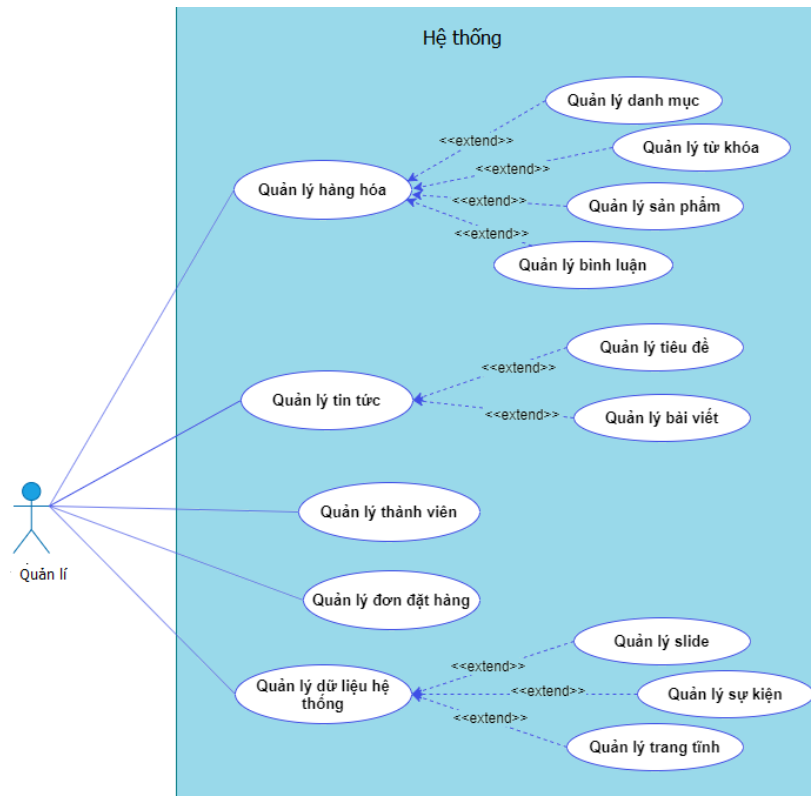 Hệ thống
Quản lý danh mục
<<extend>>
Quản lý từ khóa
<<extend>>
Quản lý hàng hóa
<<extend>>
Quản lý sản phẩm
<<extend>>
Quản lý bình luận
Quản lý tiêu đề
<<extend>>
Quản lý tin tức
<<extend>>
Quản lý bài viết
Quản lý thành viên
Quản lí
Quản lý đơn đặt hàng
Quản lý slide
<<extend>>
Quản lý dữ liệu hệ
thống
<<extend>>
Quản lý sự kiện
<<extend>>
Quản lý trang tĩnh